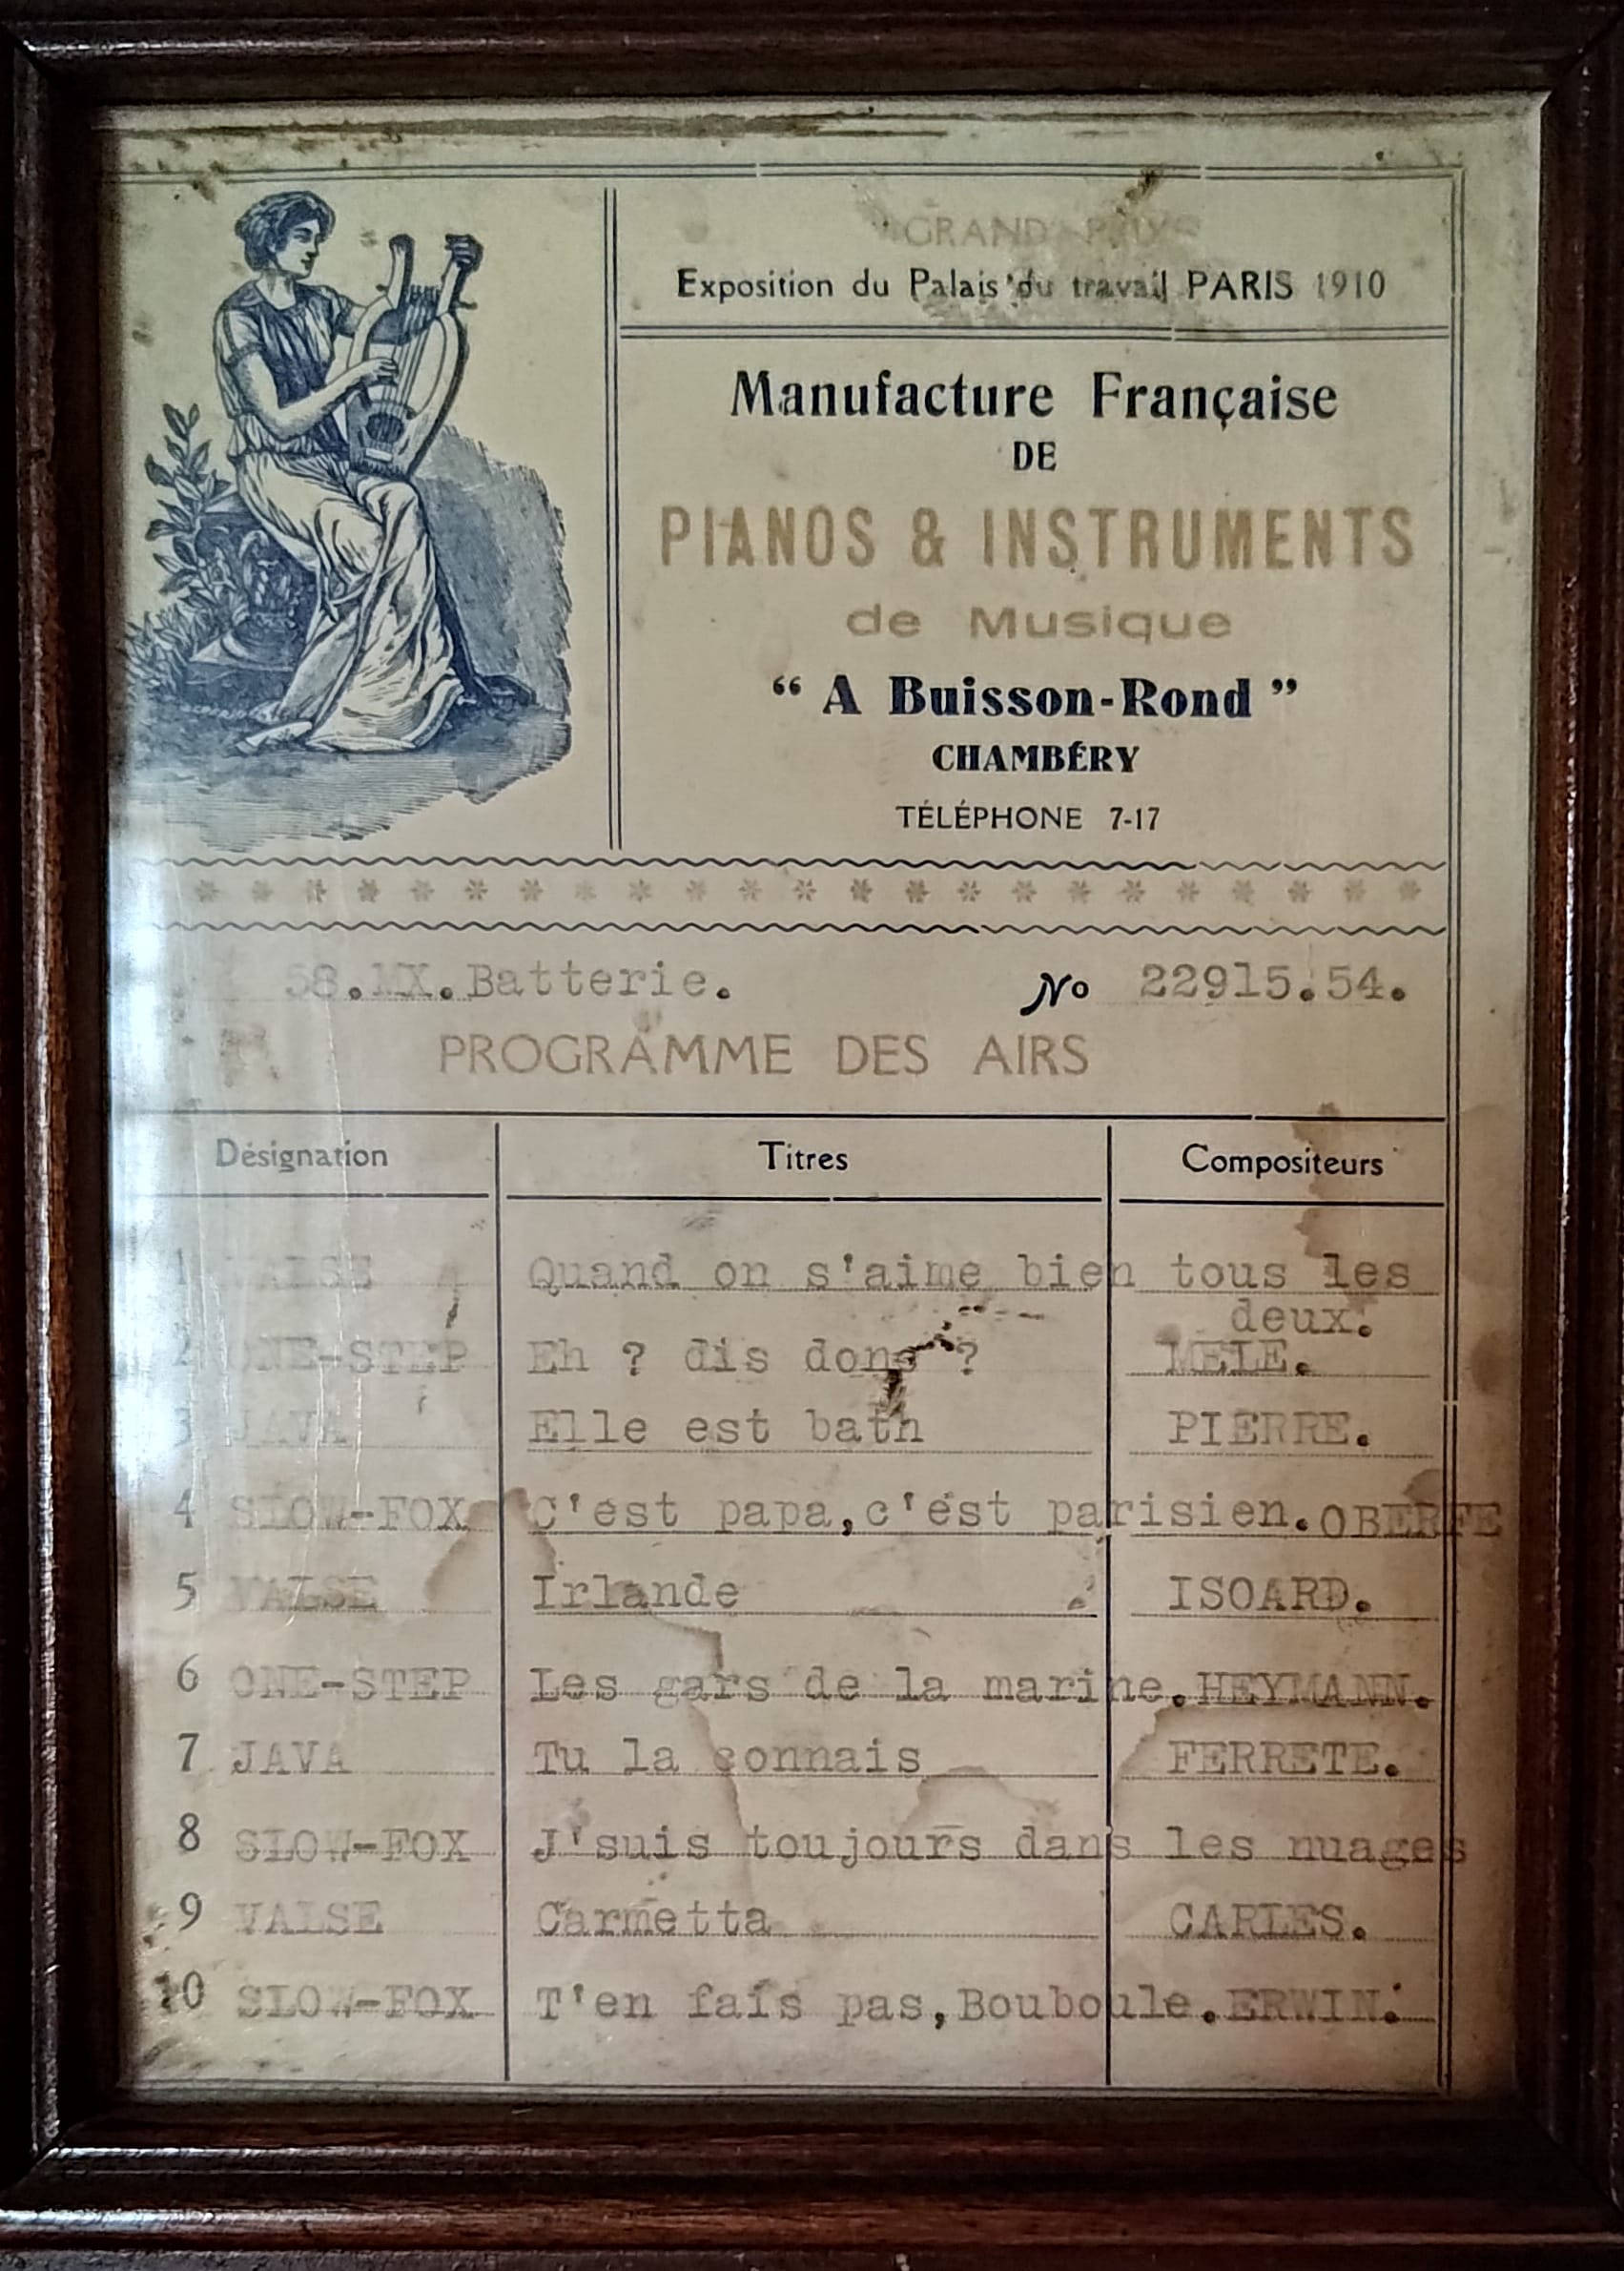 GRAND PRIX
Exposition du Palais du travail PARIS 1910
Manufacture Française
DE
PIANOS & INSTRUMENTS
de Musique
“ A Buisson-Rond ”
CHAMBÉRY
TÉLÉPHONE 7-17
58.MX.Batterie. No 22915.54.
PROGRAMME DES AIRS
Désignation Titres Compositeurs
1 VALSE Quand on s'aime bien tous les
deux.
2 ONE-STEP Eh ? dis donc ? MELE.
3 JAVA Elle est bath PIERRE.
4 SLOW-FOX C'est papa,c'est parisien. OBERFE
5 VALSE Irlande ISOARD.
6 ONE-STEP Les gars de la marine. HEYMANN.
7 JAVA Tu la connais FERRETE.
8 SLOW-FOX J'suis toujours dans les nuages
9 VALSE Carmetta CARLES.
10 SLOW-FOX T'en fais pas,Bouboule. ERWIN.